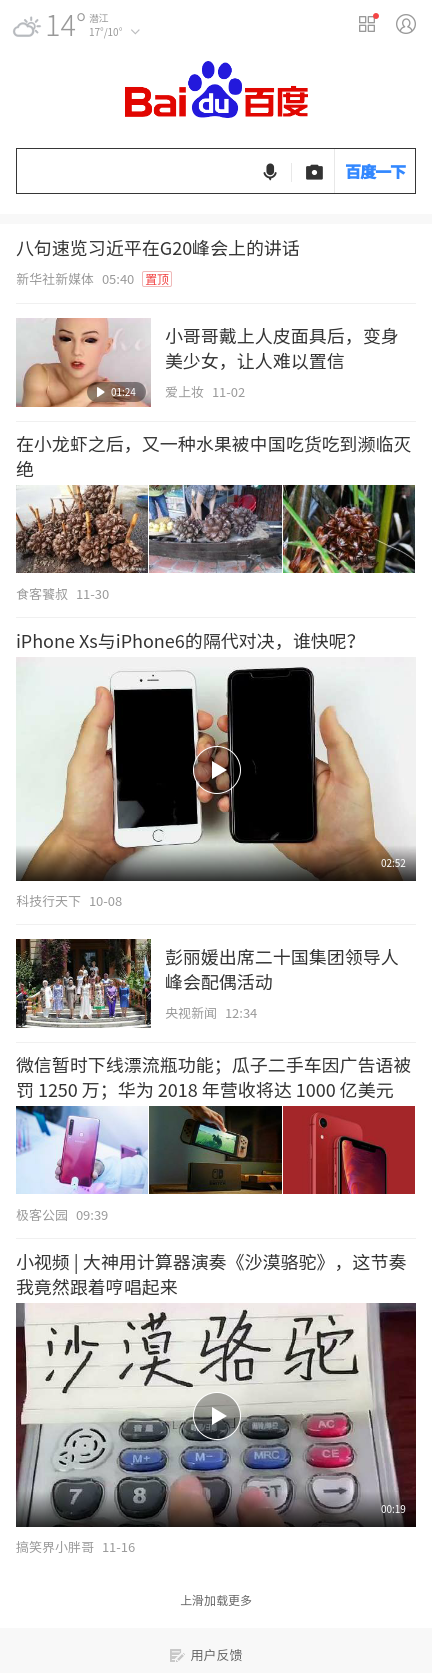 14°
潜江
17°/10°
Bai du 百度
百度一下
八句速览习近平在G20峰会上的讲话
新华社新媒体 05:40 置顶
小哥哥戴上人皮面具后，变身
美少女，让人难以置信
01:24
爱上妆 11-02
在小龙虾之后，又一种水果被中国吃货吃到濒临灭
绝
食客饕叔 11-30
iPhone Xs与iPhone6的隔代对决，谁快呢？
02:52
科技行天下 10-08
彭丽媛出席二十国集团领导人
峰会配偶活动
央视新闻 12:34
微信暂时下线漂流瓶功能；瓜子二手车因广告语被
罚 1250 万；华为 2018 年营收将达 1000 亿美元
极客公园 09:39
小视频 | 大神用计算器演奏《沙漠骆驼》，这节奏
我竟然跟着哼唱起来
沙漠骆驼
AC
M+ M- MRC CE
7 8 GT
00:19
搞笑界小胖哥 11-16
上滑加载更多
用户反馈